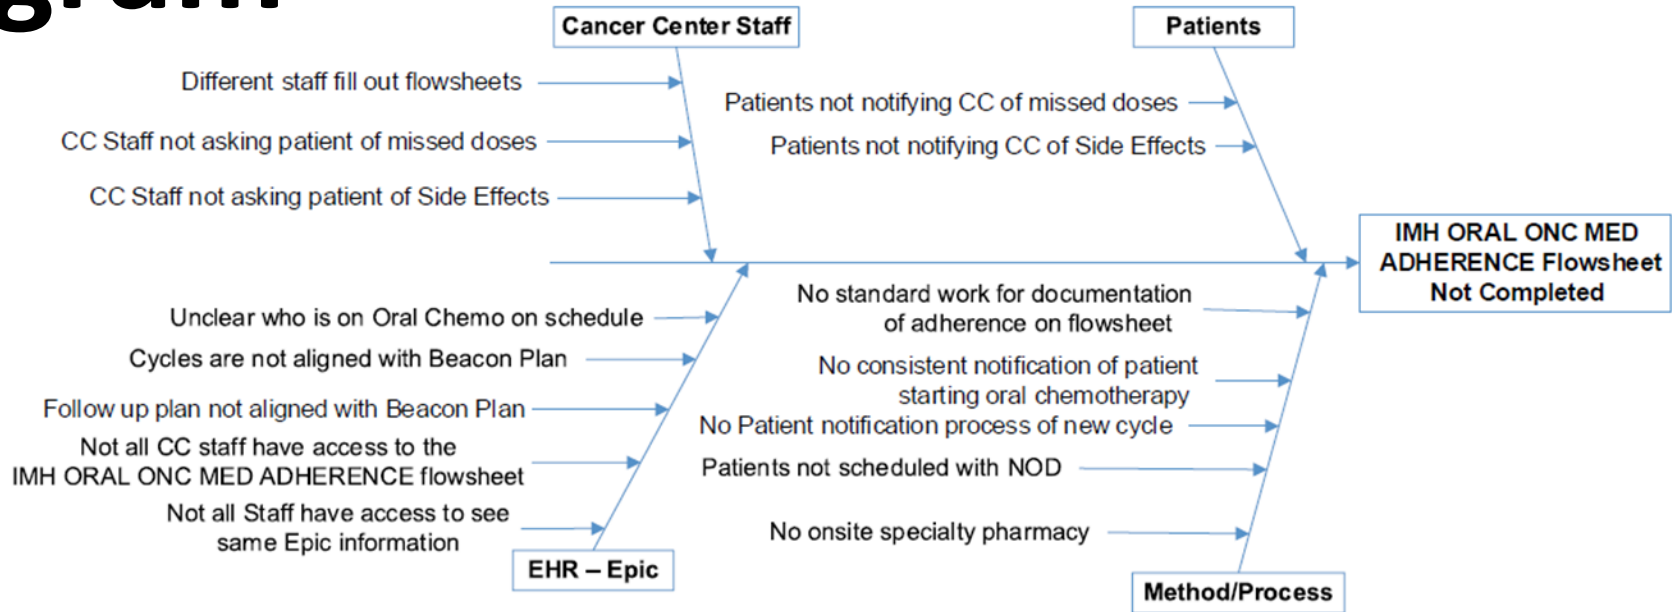 gram
Cancer Center Staff
Different staff fill out flowsheets
CC Staff not asking patient of missed doses
CC Staff not asking patient of Side Effects
Patients
Patients not notifying CC of missed doses
Patients not notifying CC of Side Effects
IMH ORAL ONC MED
ADHERENCE Flowsheet
Not Completed
Unclear who is on Oral Chemo on schedule
Cycles are not aligned with Beacon Plan
Follow up plan not aligned with Beacon Plan
Not all CC staff have access to the
IMH ORAL ONC MED ADHERENCE flowsheet
Not all Staff have access to see
same Epic information
EHR – Epic
No standard work for documentation
of adherence on flowsheet
No consistent notification of patient
starting oral chemotherapy
No Patient notification process of new cycle
Patients not scheduled with NOD
No onsite specialty pharmacy
Method/Process